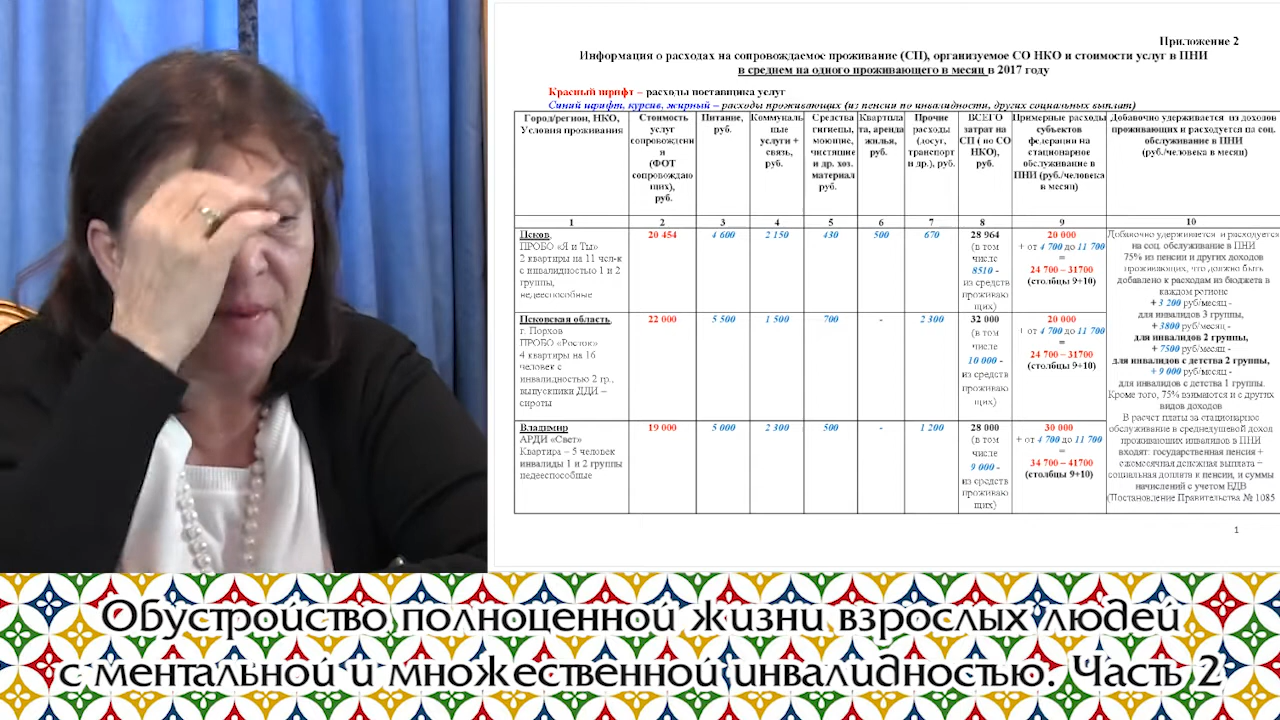 Приложение 2
Информация о расходах на сопровождаемое проживание (СП), организуемое СО НКО и стоимости услуг в ПНИ
в среднем на одного проживающего в месяц в 2017 году
Красный шрифт – расходы поставщика услуг
Синий шрифт, курсив, жирный – расходы проживающих (из пенсии по инвалидности, других социальных выплат)
Город/регион, НКО,
Условия проживания
Стоимость
услуг
сопровождени
я
(ФОТ
сопровождаю
щих),
руб.
Питание,
руб.
Коммуналь
ные
услуги +
связь,
руб.
Средства
гигиены,
моющие,
чистящие
и др. хоз.
материал
руб.
Квартпла
та, аренда
жилья,
руб.
Прочие
расходы
(досуг,
транспорт
и др.), руб.
ВСЕГО
затрат на
СП ( по СО
НКО),
руб.
Примерные расходы
субъектов
федерации на
стационарное
обслуживание в
ПНИ (руб./человека
в месяц)
Добавочно удерживается из доходов
проживающих и расходуется на соц.
обслуживание в ПНИ
(руб./человека в месяц)
1 2 3 4 5 6 7 8 9 10
Псков,
ПРОБО «Я и Ты»
2 квартиры на 11 чел-к
с инвалидностью 1 и 2
группы,
недееспособные
20 454
4 600
2 150
430
500
670
28 964
(в том
числе
8510 -
из средств
проживаю
щих)
20 000
+ от 4 700 до 11 700
=
24 700 – 31700
(столбцы 9+10)
Псковская область,
г. Порхов
ПРОБО «Росток»
4 квартиры на 16
человек с
инвалидностью 2 гр.,
выпускники ДДИ –
сироты
22 000
5 500
1 500
700
-
2 300
32 000
(в том
числе
10 000 -
из средств
проживаю
щих)
20 000
+ от 4 700 до 11 700
=
24 700 – 31700
(столбцы 9+10)
Владимир
АРДИ «Свет»
Квартира – 5 человек
инвалиды 1 и 2 группы
недееспособные
19 000
5 000
2 300
500
-
1 200
28 000
(в том
числе
9 000 -
из средств
проживаю
щих)
30 000
+ от 4 700 до 11 700
=
34 700 – 41700
(столбцы 9+10)
Добавочно удерживается и расходуется
на соц. обслуживание в ПНИ
75% из пенсии и других доходов
проживающих, что должно быть
добавлено к расходам из бюджета в
каждом регионе
+ 3 200 руб/месяц -
для инвалидов 3 группы,
+ 3800 руб/месяц -
для инвалидов 2 группы,
+ 7500 руб/месяц -
для инвалидов с детства 2 группы,
+ 9 000 руб/месяц -
для инвалидов с детства 1 группы.
Кроме того, 75% взимаются и с других
видов доходов
В расчет платы за стационарное
обслуживание в среднедушевой доход
проживающих инвалидов в ПНИ
входят: государственная пенсия +
ежемесячная денежная выплата +
социальная доплата к пенсии, и суммы
начислений с учетом ЕДВ
(Постановление Правительства № 1085
1
Обустройство полноценной жизни взрослых людей
с ментальной и множественной инвалидностью. Часть 2